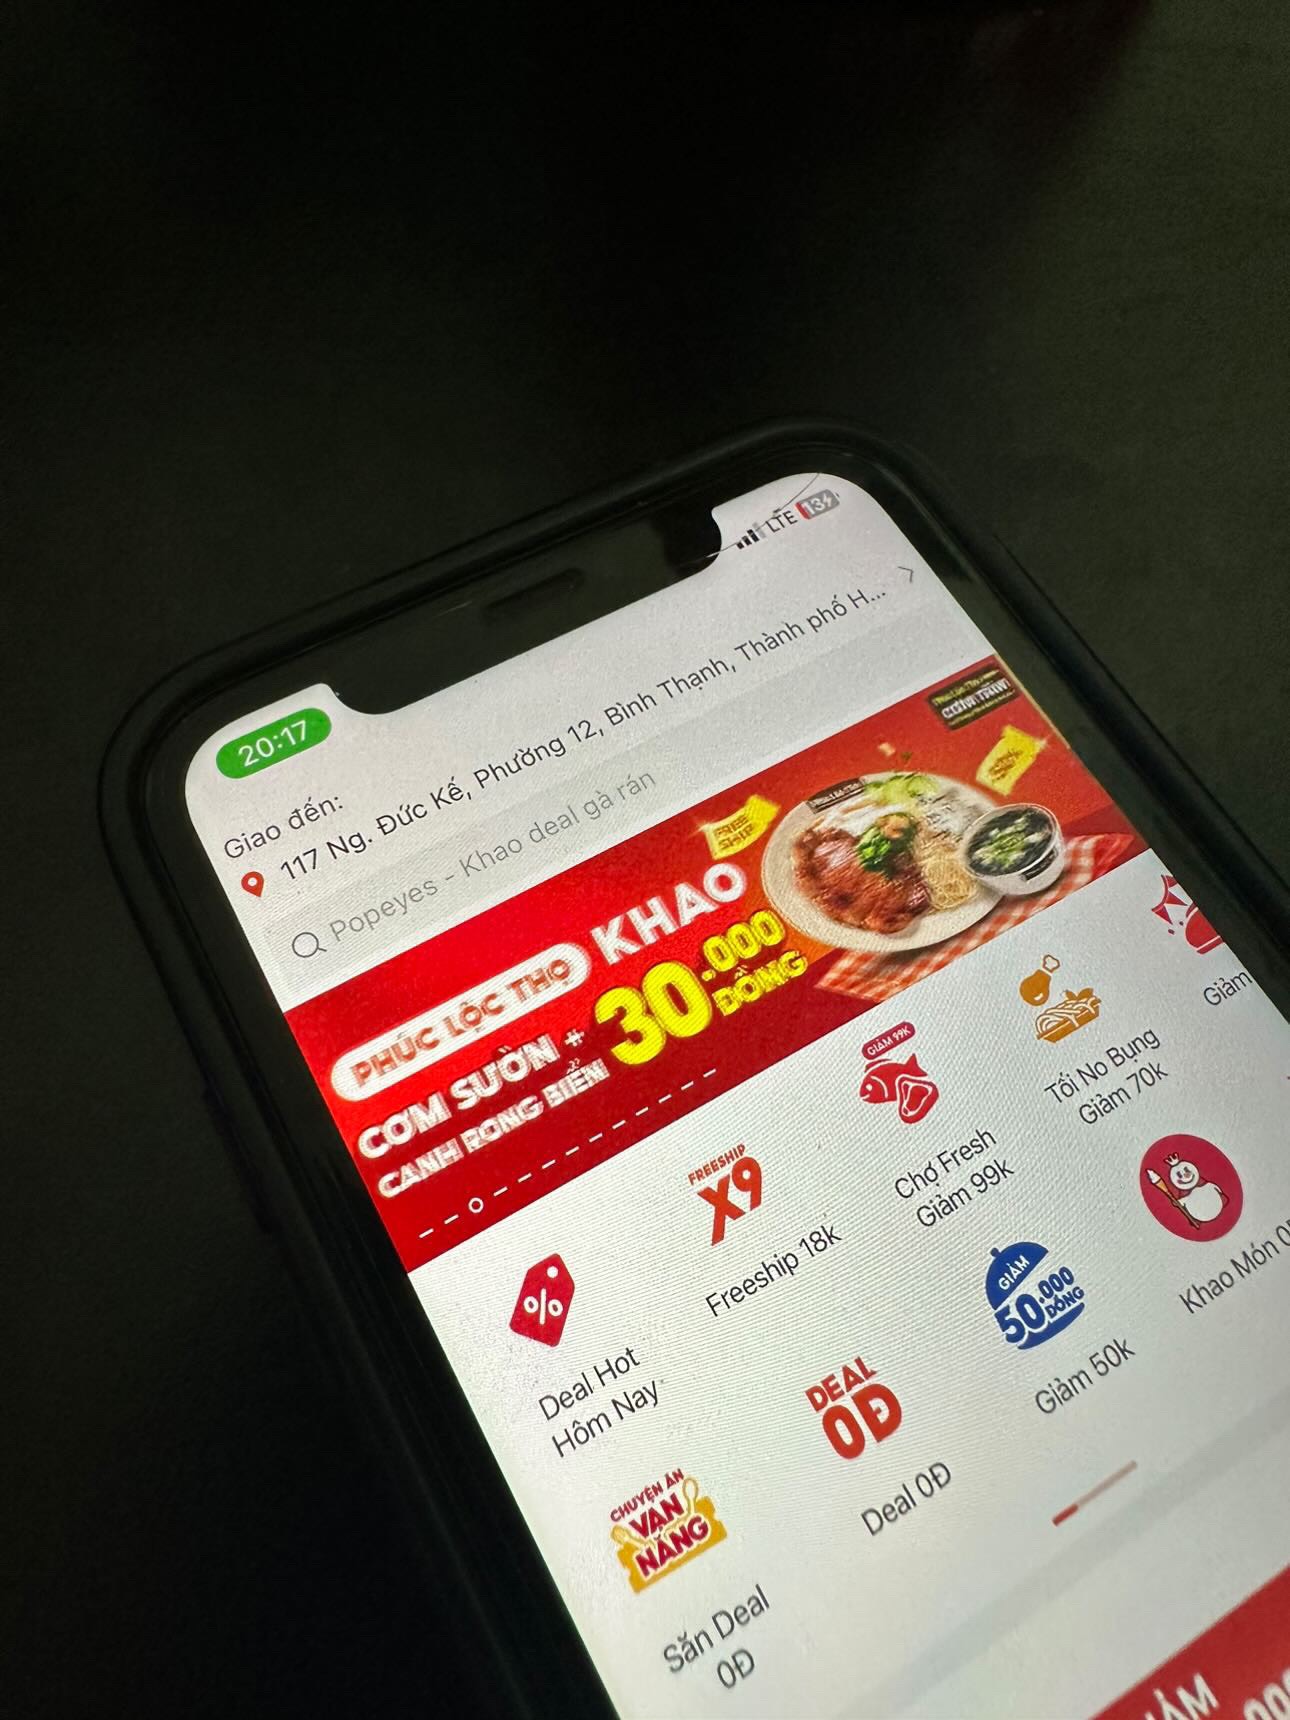 20:17
LTE 13
Giao đến:
117 Ng. Đức Kế, Phường 12, Bình Thạnh, Thành phố H...
Popeyes - Khao deal gà rán
PHÚC LỘC THỌ KHAO
CƠM SƯỜN +
CANH RONG BIỂN
30.000
ĐỒNG
FREE
SHIP
FREESHIP
X9
GIẢM 99K
Deal Hot
Hôm Nay
Freeship 18k
Chợ Fresh
Giảm 99k
Tối No Bụng
Giảm 70k
Giảm
CHUYÊN ÁN
VẠN
NĂNG
DEAL
0Đ
GIẢM
50.000
ĐỒNG
Săn Deal
0Đ
Deal 0Đ
Giảm 50k
Khao Món